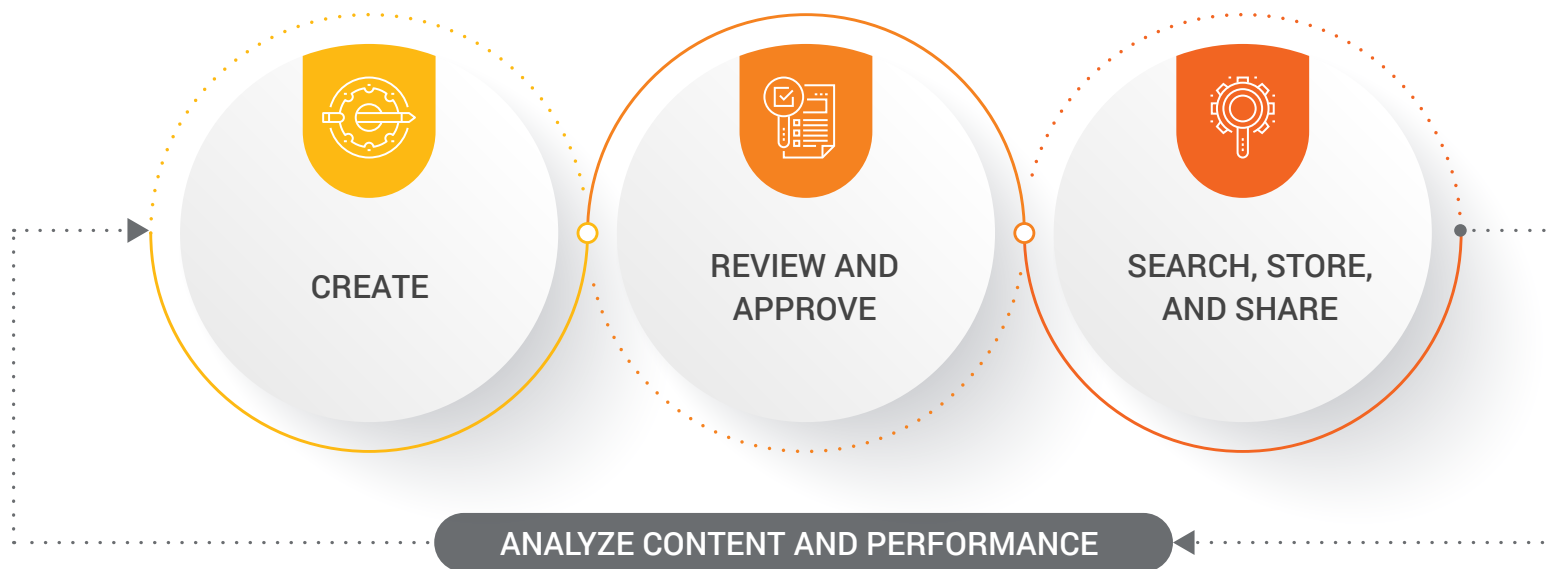 CREATE
REVIEW AND
APPROVE
SEARCH, STORE,
AND SHARE
ANALYZE CONTENT AND PERFORMANCE